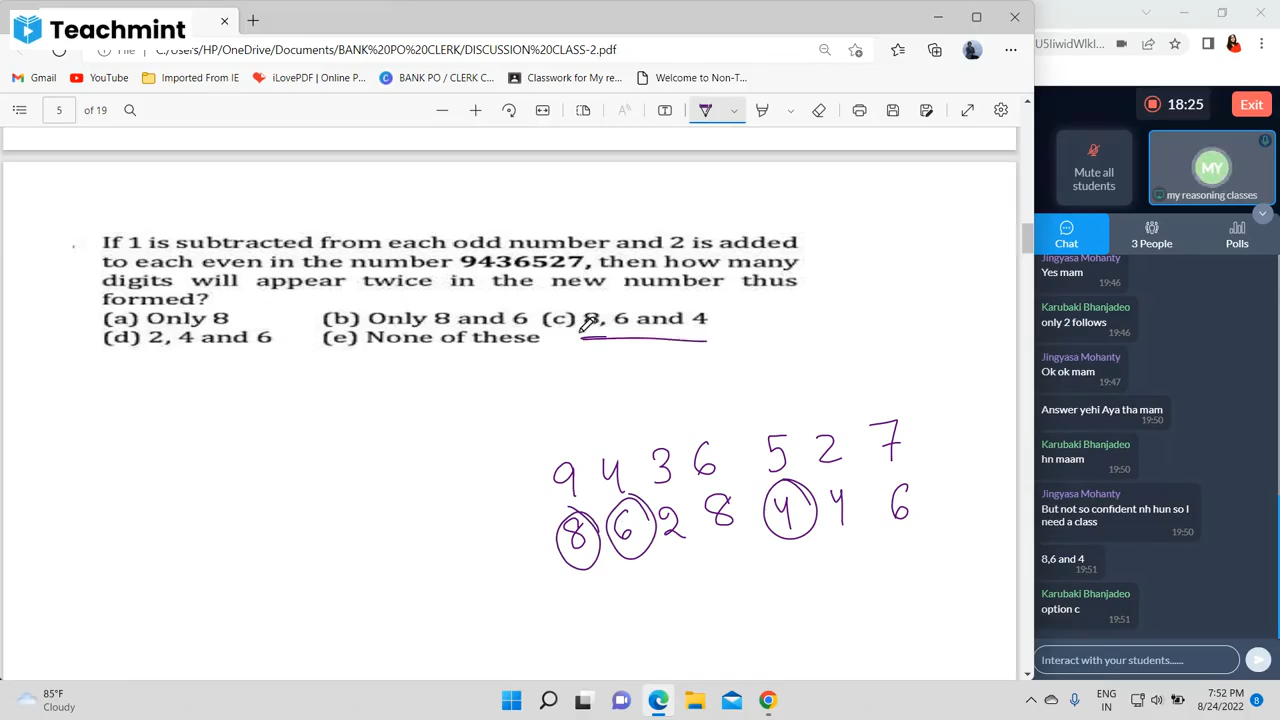 Teachmint
File
C:/Users/HP/OneDrive/Documents/BANK%20PO%20CLERK/DISCUSSION%20CLASS-2.pdf
U5IiwidWlkI...
Gmail
YouTube
Imported From IE
iLovePDF | Online P...
BANK PO / CLERK C...
Classwork for My re...
Welcome to Non-T...
5 of 19
18:25
Exit
Mute all
students
MY
my reasoning classes
Chat
3 People
Polls
If 1 is subtracted from each odd number and 2 is added
to each even in the number 9436527, then how many
digits will appear twice in the new number thus
formed?
(a) Only 8 (b) Only 8 and 6 (c) 8, 6 and 4
(d) 2, 4 and 6 (e) None of these
9 4 3 6 5 2 7
8 6 2 8 4 4 6
Jingyasa Mohanty
Yes mam
19:46
Karubaki Bhanjadeo
only 2 follows
19:46
Jingyasa Mohanty
Ok ok mam
19:47
Answer yehi Aya tha mam
19:50
Karubaki Bhanjadeo
hn maam
19:50
Jingyasa Mohanty
But not so confident nh hun so I
need a class
19:50
8,6 and 4
19:51
Karubaki Bhanjadeo
option c
19:51
Interact with your students......
85°F
Cloudy
ENG
IN
7:52 PM
8/24/2022
8